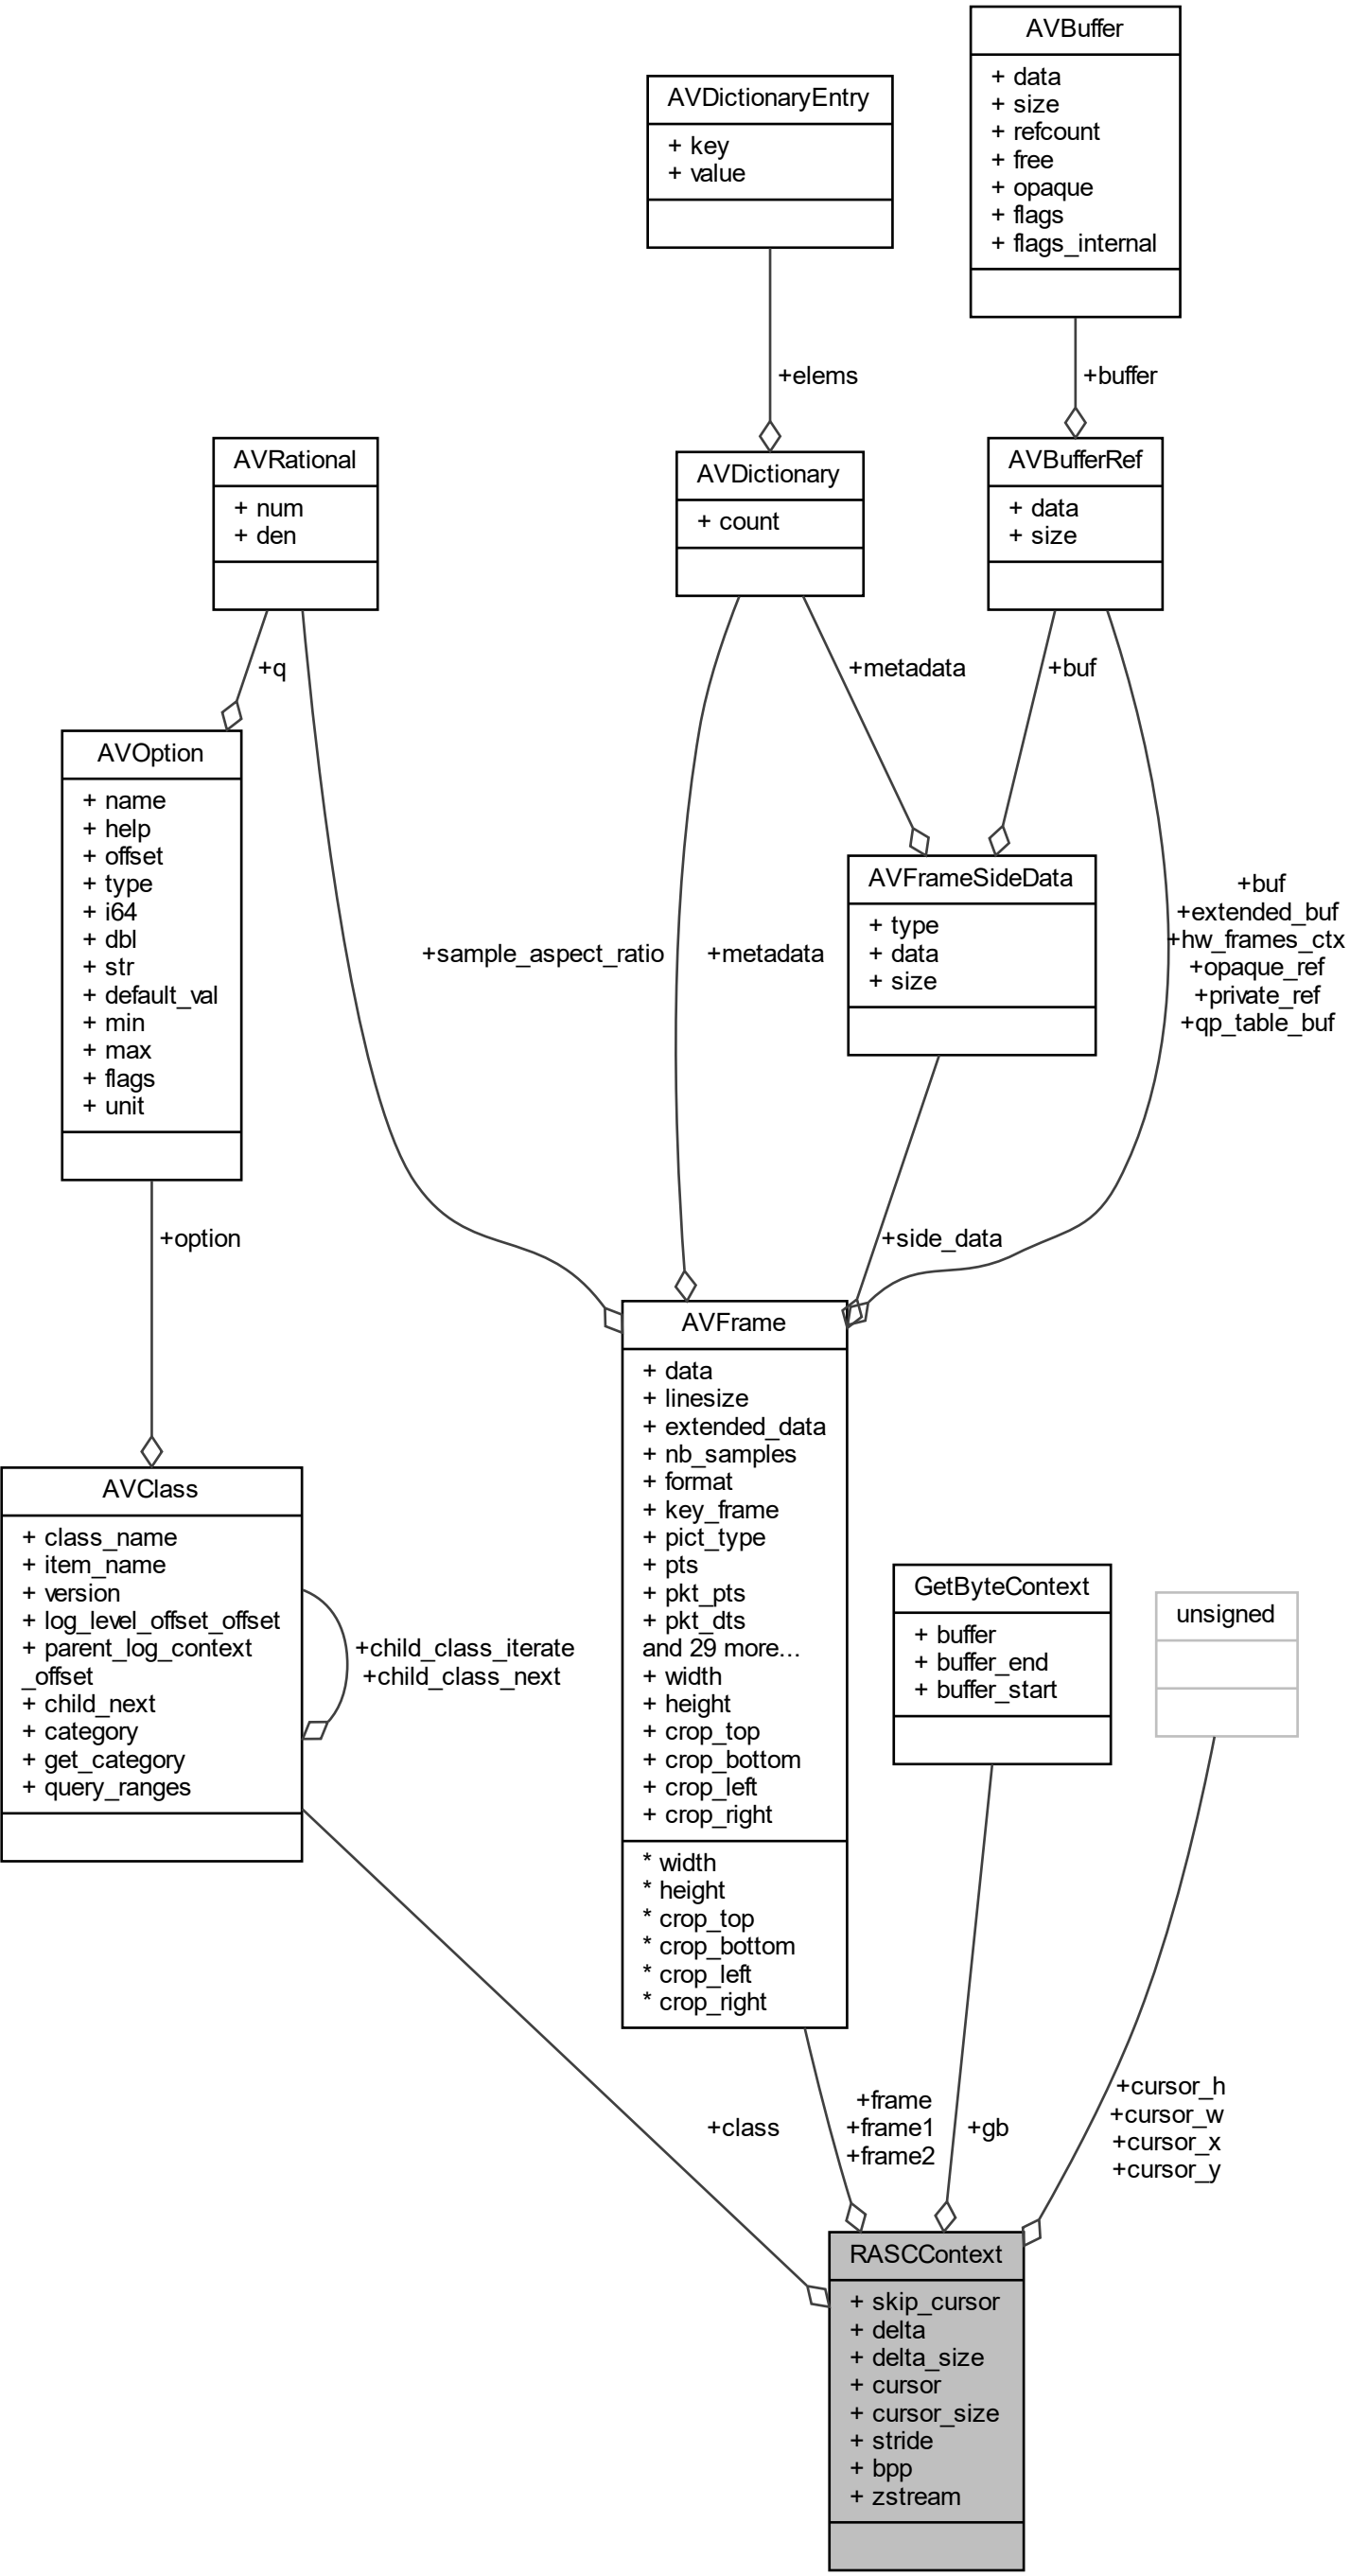 AVBuffer
+ data
+ size
+ refcount
+ free
+ opaque
+ flags
+ flags_internal
AVDictionaryEntry
+ key
+ value
+elems
+buffer
AVRational
+ num
+ den
AVDictionary
+ count
AVBufferRef
+ data
+ size
+q
+metadata
+buf
AVOption
+ name
+ help
+ offset
+ type
+ i64
+ dbl
+ str
+ default_val
+ min
+ max
+ flags
+ unit
AVFrameSideData
+ type
+ data
+ size
+sample_aspect_ratio
+metadata
+buf
+extended_buf
+hw_frames_ctx
+opaque_ref
+private_ref
+qp_table_buf
+option
+side_data
AVFrame
+ data
+ linesize
+ extended_data
+ nb_samples
+ format
+ key_frame
+ pict_type
+ pts
+ pkt_pts
+ pkt_dts
and 29 more...
+ width
+ height
+ crop_top
+ crop_bottom
+ crop_left
+ crop_right
* width
* height
* crop_top
* crop_bottom
* crop_left
* crop_right
AVClass
+ class_name
+ item_name
+ version
+ log_level_offset_offset
+ parent_log_context
_offset
+ child_next
+ category
+ get_category
+ query_ranges
+child_class_iterate
+child_class_next
GetByteContext
+ buffer
+ buffer_end
+ buffer_start
unsigned
+class
+frame
+frame1
+frame2
+gb
+cursor_h
+cursor_w
+cursor_x
+cursor_y
RASCContext
+ skip_cursor
+ delta
+ delta_size
+ cursor
+ cursor_size
+ stride
+ bpp
+ zstream